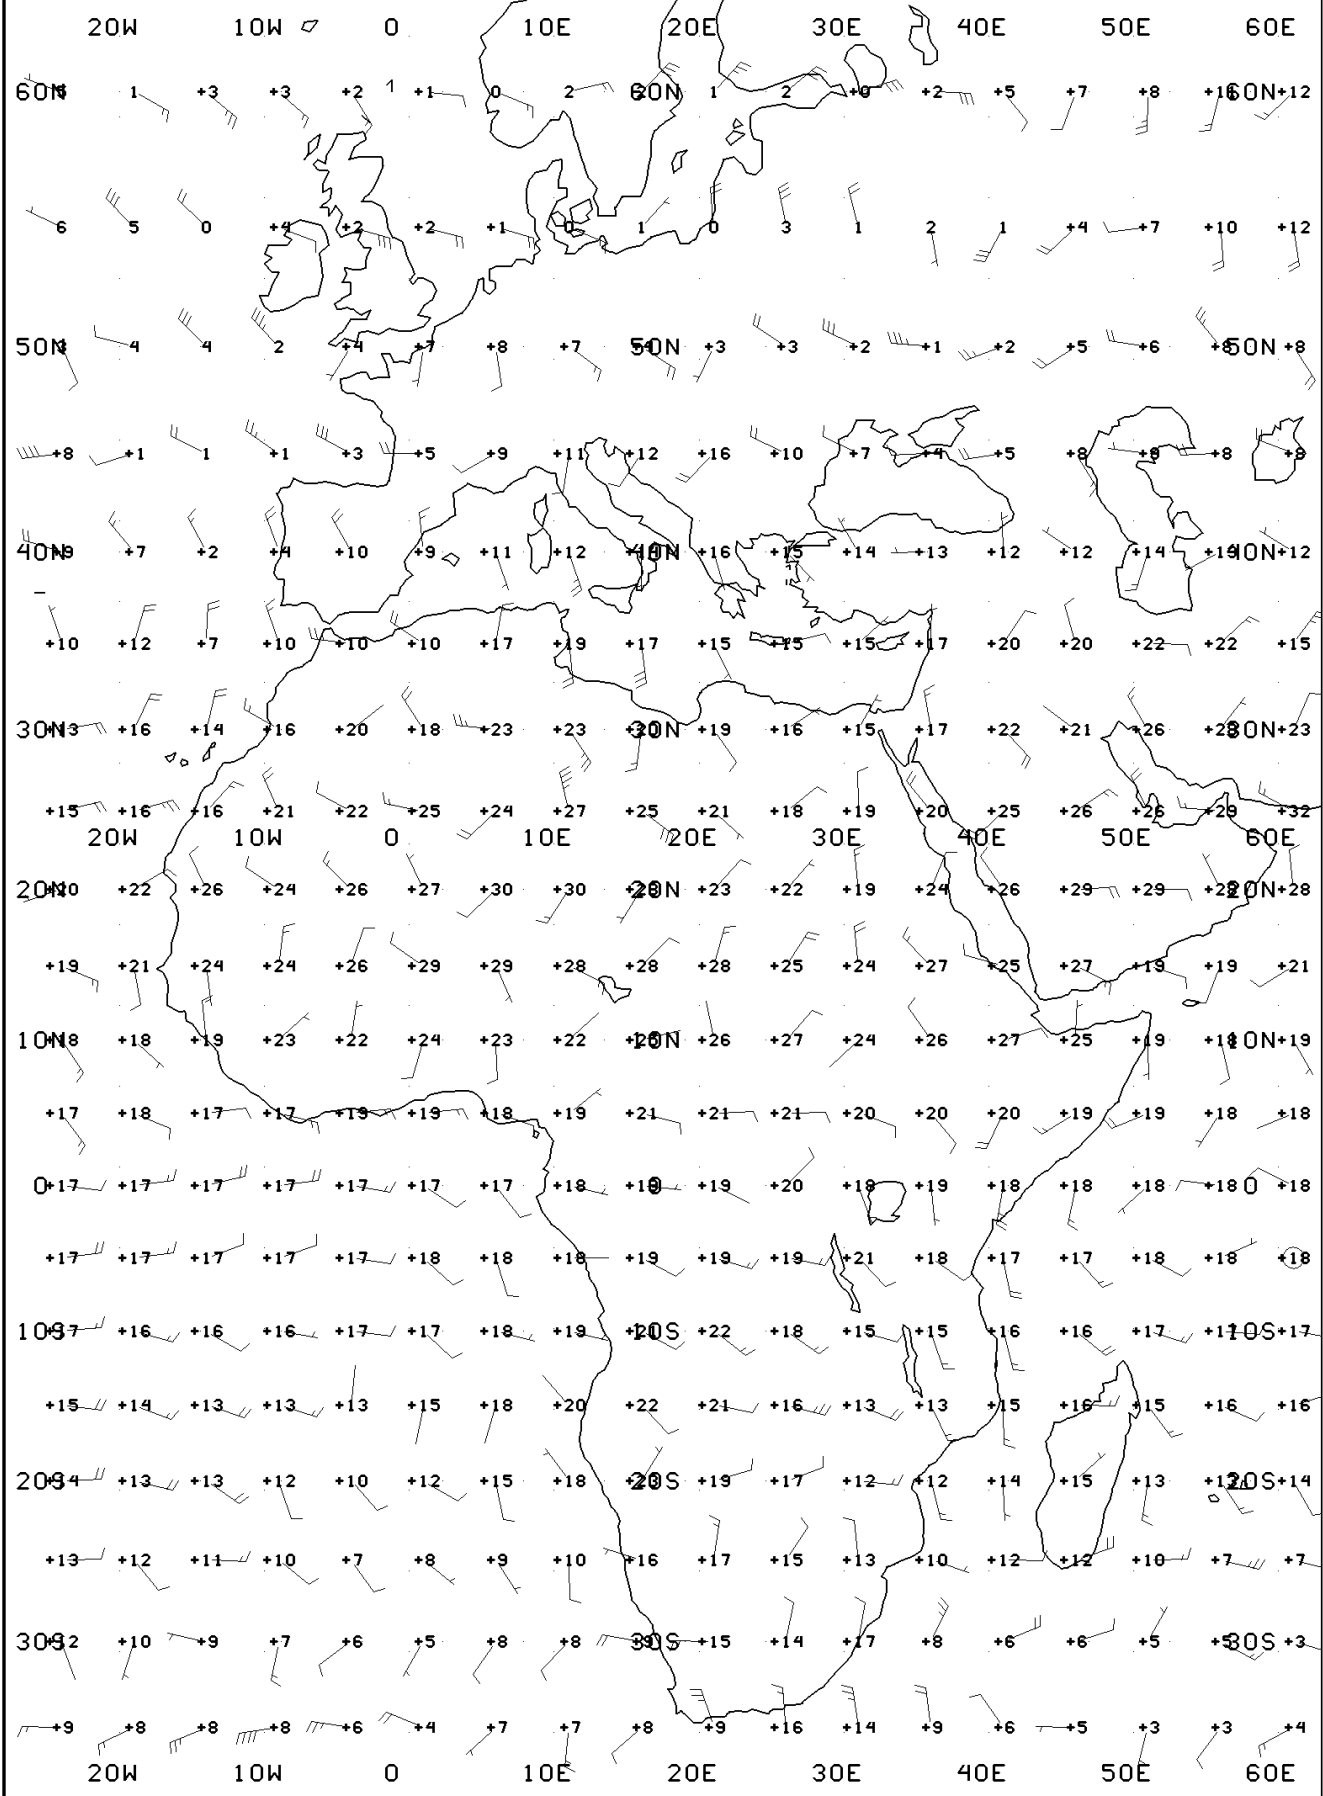 20W 10W 0 10E 20E 30E 40E 50E 60E
60N 1 +3 +3 +2 1 +1 0 2 1 2 +0 +2 +5 +7 +8 60N +12
6 5 0 +4 +2 +2 +1 0 1 0 3 1 2 1 +4 +7 +10 +12
50N 4 4 2 +4 +7 +8 +7 50N +3 +3 +2 +1 +2 +5 +6 +8 50N +8
+8 +1 1 +1 +3 +5 +9 +11 +12 +16 +10 +7 +4 +5 +8 +9 +8 +8
40N +7 +2 +4 +10 +9 +11 +12 40N +16 +15 +14 +13 +12 +12 +14 40N +12
+10 +12 +7 +10 +10 +10 +17 +19 +17 +15 +15 +15 +17 +20 +20 +22 +22 +15
30N +13 +16 +14 +16 +20 +18 +23 +23 30N +19 +16 +15 +17 +22 +21 +26 30N +23
+15 +16 +16 +21 +22 +25 +24 +27 +25 +21 +18 +19 +20 +25 +26 +26 +29 +32
20W 10W 0 10E 20E 30E 40E 50E 60E
20N +22 +26 +24 +26 +27 +30 +30 20N +23 +22 +19 +24 +26 +29 +29 20N +28
+19 +21 +24 +24 +26 +29 +29 +28 +28 +28 +25 +24 +27 +25 +27 +19 +19 +21
10N +18 +18 +19 +23 +22 +24 +23 +22 10N +26 +27 +24 +26 +27 +25 +19 +18 10N +19
+17 +18 +17 +17 +19 +19 +18 +19 +21 +21 +21 +20 +20 +20 +19 +19 +18 +18
0 +17 +17 +17 +17 +17 +17 +17 +18 0 +19 +20 +18 +19 +18 +18 +18 +18 0 +18
+17 +17 +17 +17 +17 +18 +18 +18 +19 +19 +19 +21 +18 +17 +17 +18 +18 +18
10S +17 +16 +16 +16 +17 +17 +18 +19 10S +22 +18 +15 +15 +16 +16 +17 10S +17
+15 +14 +13 +13 +13 +15 +18 +20 +22 +21 +16 +13 +13 +15 +16 +15 +16 +16
20S +14 +13 +13 +12 +10 +12 +15 +18 20S +19 +17 +12 +12 +14 +15 +13 20S +14
+13 +12 +11 +10 +7 +8 +9 +10 +16 +17 +15 +13 +10 +12 +12 +10 +7 +7
30S +12 +10 +9 +7 +6 +5 +8 +8 30S +15 +14 +17 +8 +6 +6 +5 +5 30S +3
+9 +8 +8 +8 +6 +4 +7 +7 +8 +9 +16 +14 +9 +6 +5 +3 +3 +4
20W 10W 0 10E 20E 30E 40E 50E 60E